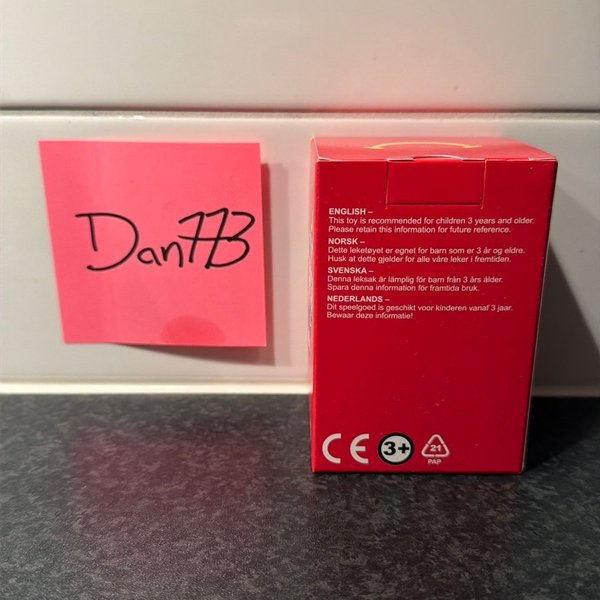 Dan773
ENGLISH –
This toy is recommended for children 3 years and older.
Please retain this information for future reference.
NORSK –
Dette leketøyet er egnet for barn som er 3 år og eldre.
Husk at dette gjelder for alle våre leker i fremtiden.
SVENSKA –
Denna leksak är lämplig för barn från 3 års ålder.
Spara denna information för framtida bruk.
NEDERLANDS –
Dit speelgoed is geschikt voor kinderen vanaf 3 jaar.
Bewaar deze informatie!
CE 3+ 21
PAP